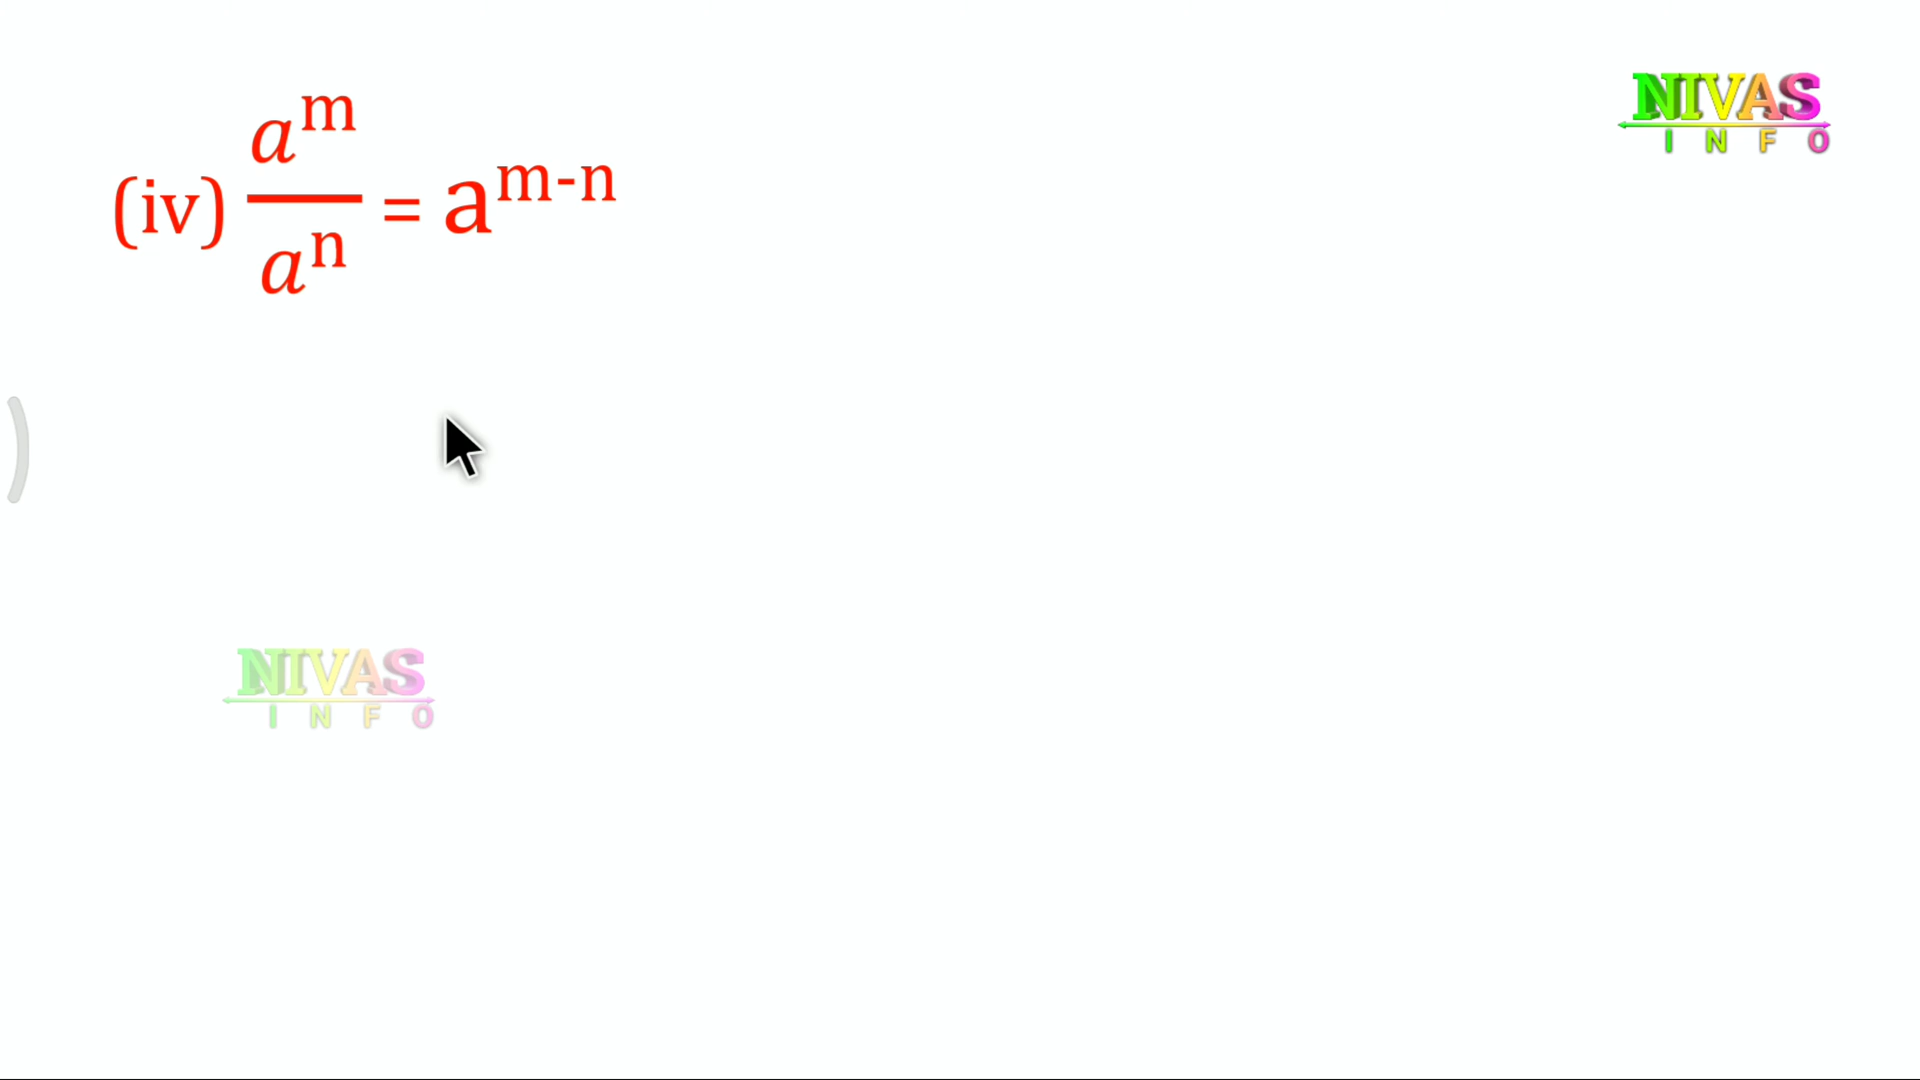 NIVAS
INFO
(iv) a^m / a^n = a^m-n
NIVAS
INFO